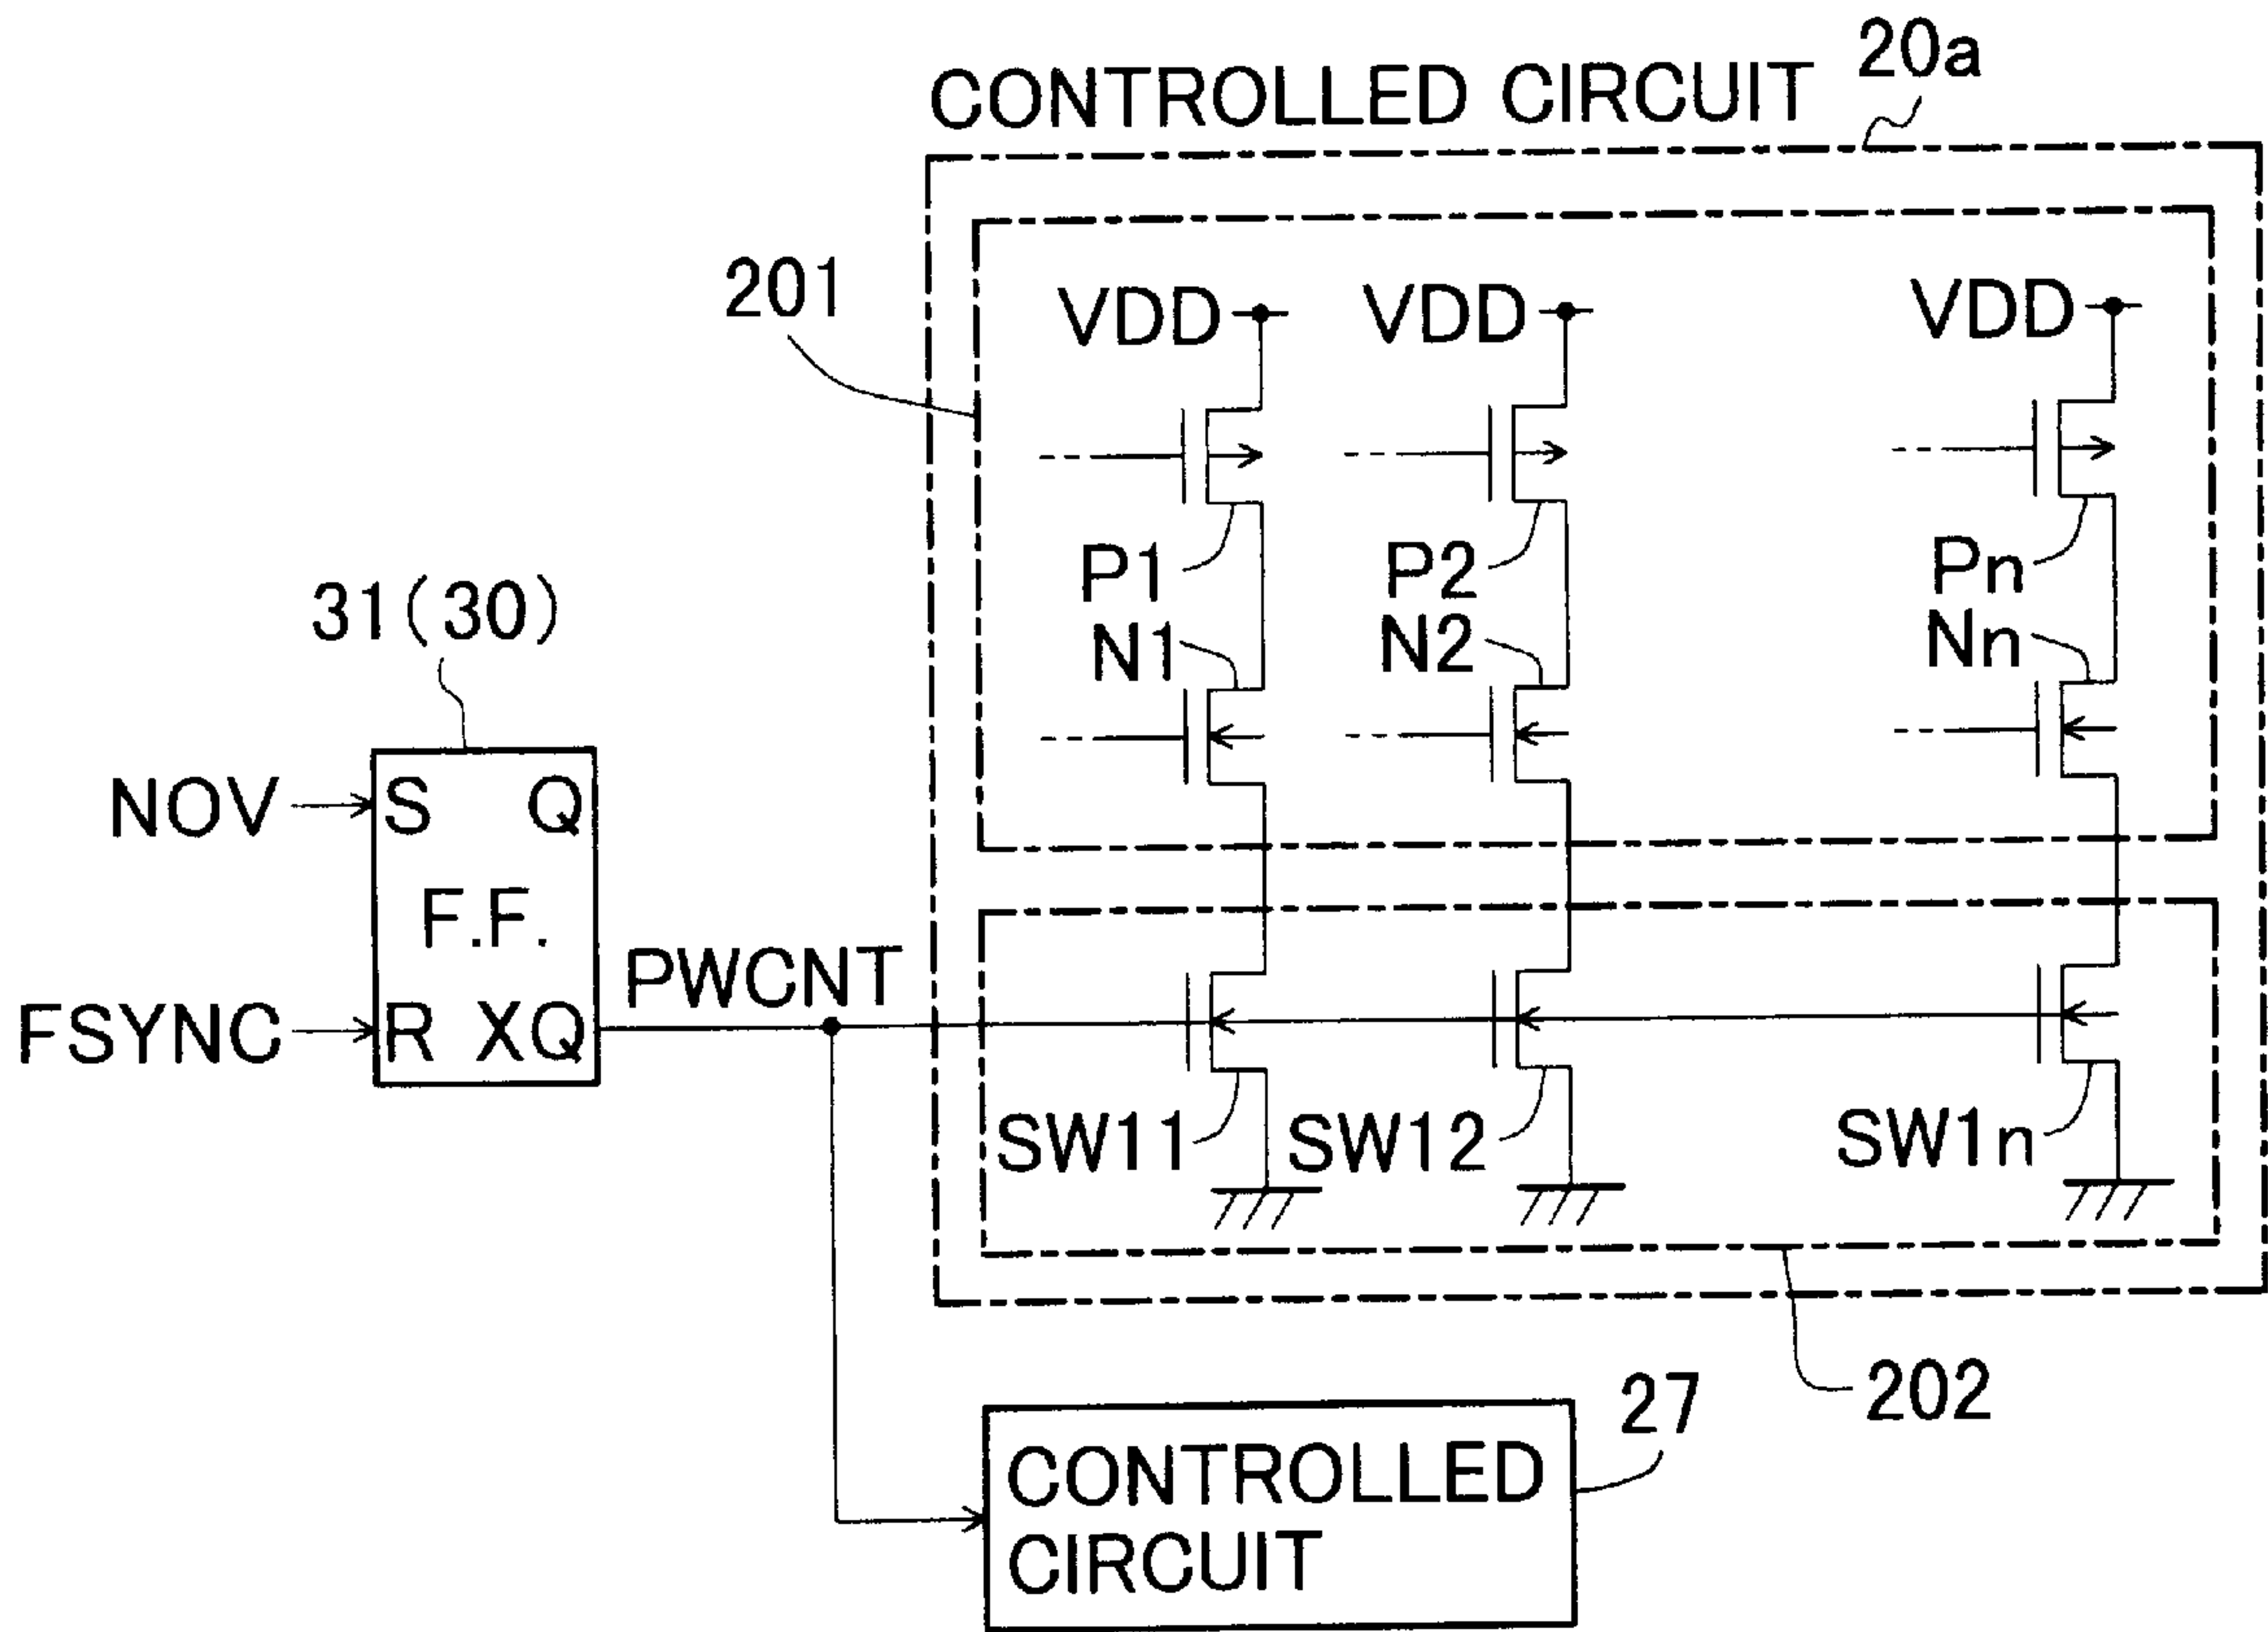 20a
CONTROLLED CIRCUIT
201
VDD VDD VDD
P1 P2 Pn
31(30)
N1 N2 Nn
NOV S Q
F.F.
PWCNT
FSYNC R XQ
SW11 SW12 SW1n
202
27
CONTROLLED
CIRCUIT